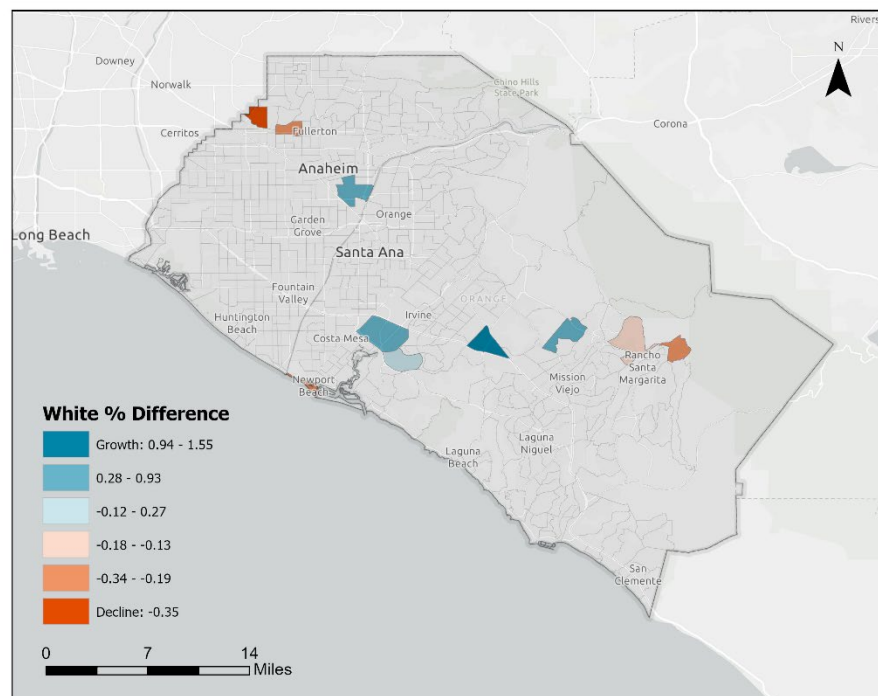 Rivers
Downey
N
Norwalk
Chino Hills
State Park
Corona
Cerritos
Fullerton
Anaheim
Orange
Garden
Grove
Long Beach
Santa Ana
Fountain
Valley
ORANGE
Irvine
Huntington
Beach
Costa Mesa
Rancho
Santa
Margarita
Newport
Beach
Mission
Viejo
White % Difference
Growth: 0.94 - 1.55
0.28 - 0.93
-0.12 - 0.27
-0.18 - -0.13
-0.34 - -0.19
Decline: -0.35
Laguna
Niguel
Laguna
Beach
San
Clemente
0 7 14
Miles